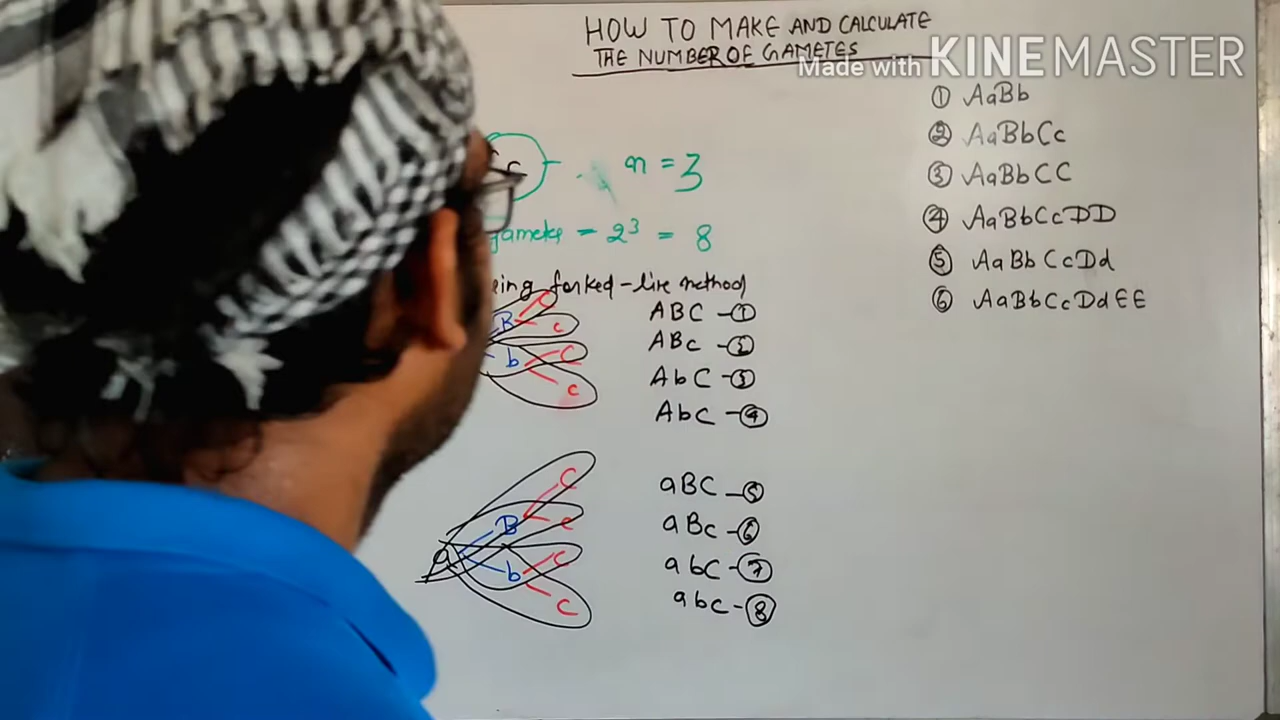 HOW TO MAKE AND CALCULATE
THE NUMBER OF GAMETES
Made with KINEMASTER
① AaBb
② AaBbCc
③ AaBbCC
④ AaBbCcDD
⑤ AaBbCcDd
⑥ AaBbCcDdEE
c
n = 3
gametes = 2³ = 8
forked-line method
B C c
b C c
ABC - ①
ABc - ②
AbC - ③
Abc - ④
a
B C c
b C c
aBC - ⑤
aBc - ⑥
abC - ⑦
abc - ⑧